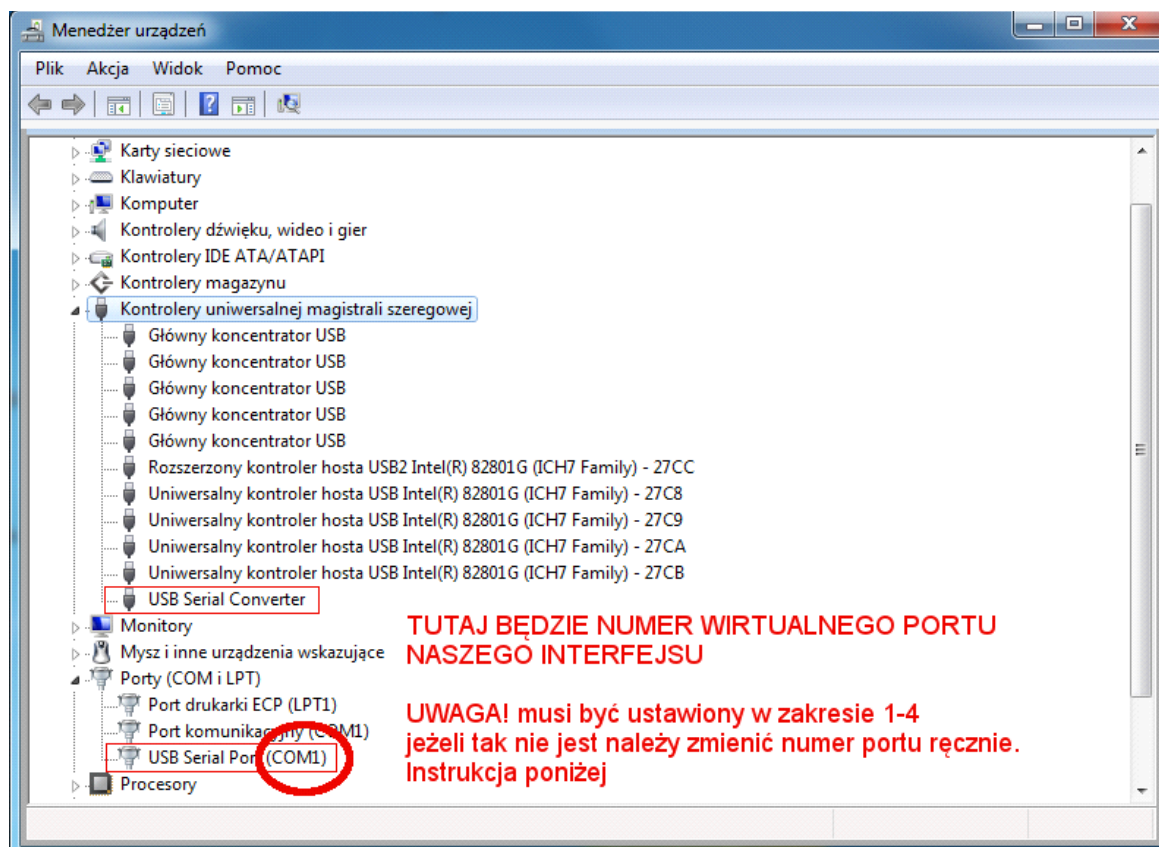 Menedżer urządzeń
Plik Akcja Widok Pomoc
Karty sieciowe
Klawiatury
Komputer
Kontrolery dźwięku, wideo i gier
Kontrolery IDE ATA/ATAPI
Kontrolery magazynu
Kontrolery uniwersalnej magistrali szeregowej
Główny koncentrator USB
Główny koncentrator USB
Główny koncentrator USB
Główny koncentrator USB
Główny koncentrator USB
Rozszerzony kontroler hosta USB2 Intel(R) 82801G (ICH7 Family) - 27CC
Uniwersalny kontroler hosta USB Intel(R) 82801G (ICH7 Family) - 27C8
Uniwersalny kontroler hosta USB Intel(R) 82801G (ICH7 Family) - 27C9
Uniwersalny kontroler hosta USB Intel(R) 82801G (ICH7 Family) - 27CA
Uniwersalny kontroler hosta USB Intel(R) 82801G (ICH7 Family) - 27CB
USB Serial Converter
Monitory
Mysz i inne urządzenia wskazujące
Porty (COM i LPT)
Port drukarki ECP (LPT1)
Port komunikacyjny (COM1)
USB Serial Port (COM1)
Procesory
TUTAJ BĘDZIE NUMER WIRTUALNEGO PORTU
NASZEGO INTERFEJSU
UWAGA! musi być ustawiony w zakresie 1-4
jeżeli tak nie jest należy zmienić numer portu ręcznie.
Instrukcja poniżej